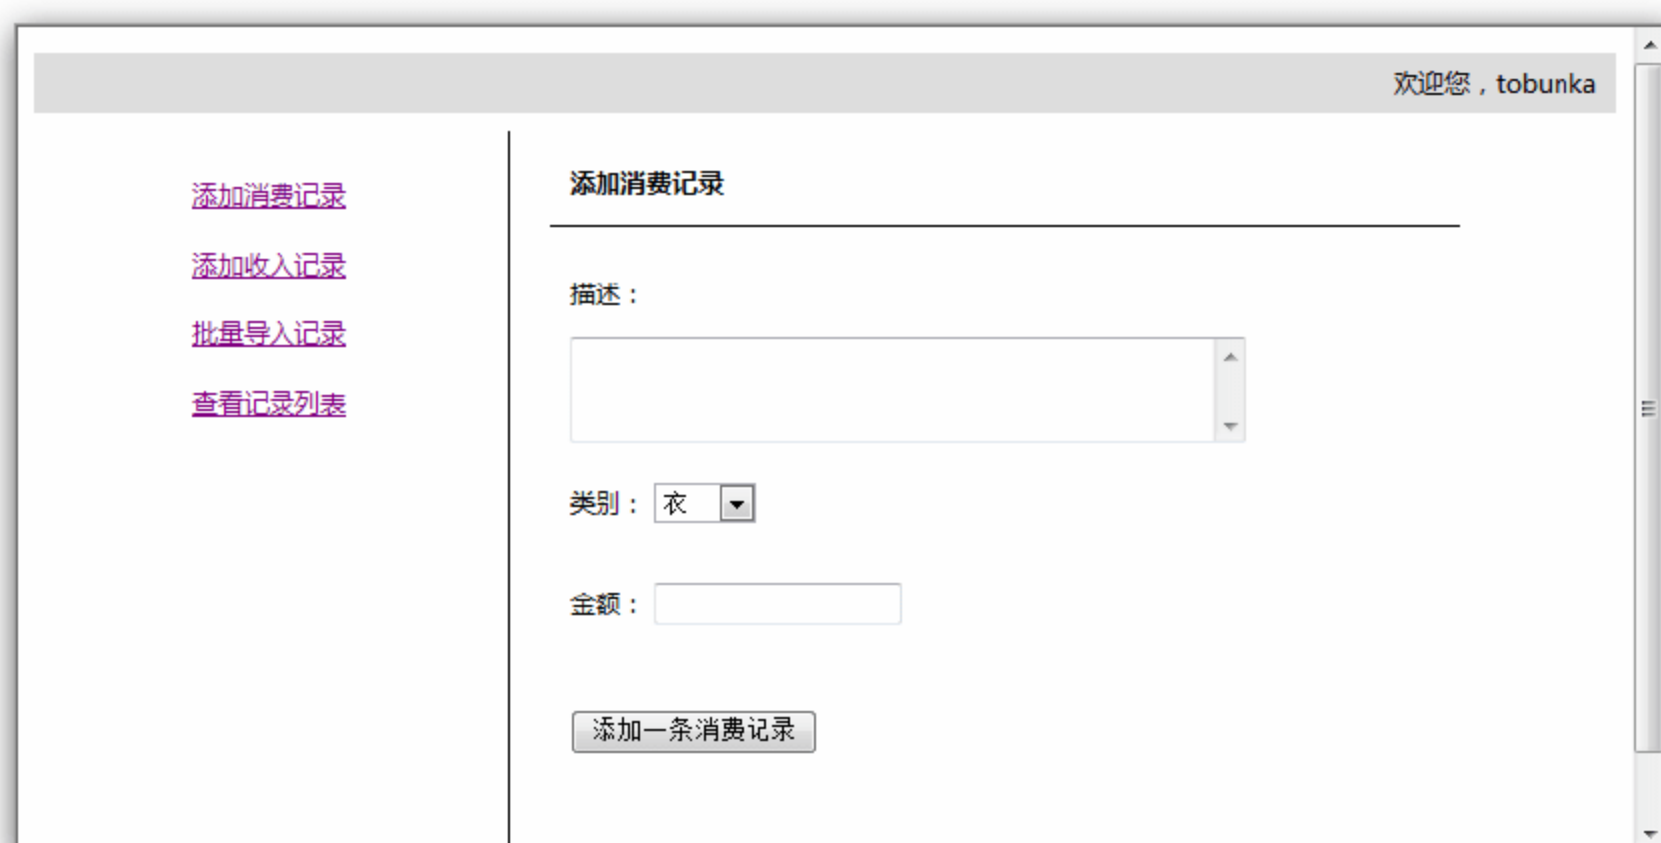 欢迎您，tobunka
添加消费记录
添加收入记录
批量导入记录
查看记录列表
添加消费记录
描述：
类别：
衣
金额：
添加一条消费记录